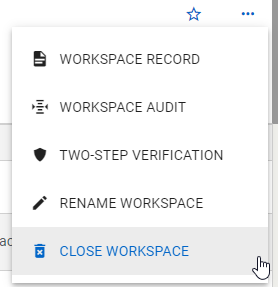 WORKSPACE RECORD
WORKSPACE AUDIT
TWO-STEP VERIFICATION
RENAME WORKSPACE
CLOSE WORKSPACE